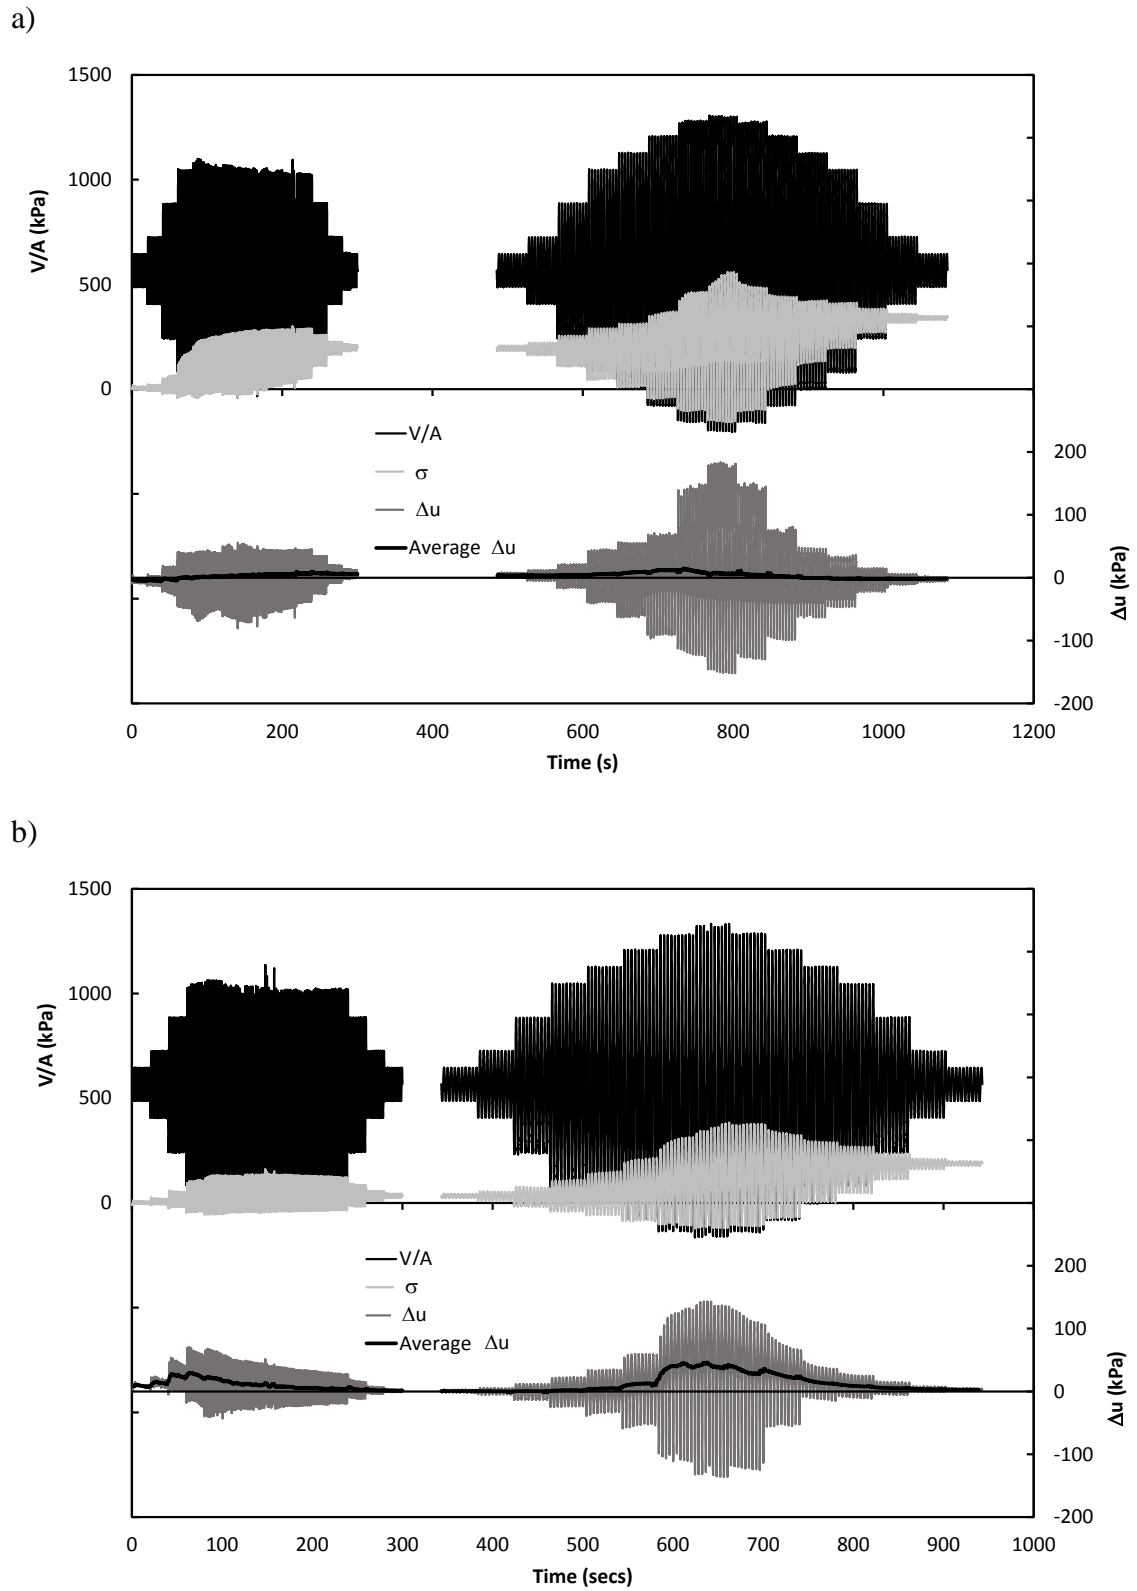 a)
1500
1000
500
0
V/A (kPa)
V/A
σ
Δu
Average Δu
200
100
0
-100
-200
Δu (kPa)
0 200 400 600 800 1000 1200
Time (s)
b)
1500
1000
500
0
V/A (kPa)
V/A
σ
Δu
Average Δu
200
100
0
-100
-200
Δu (kPa)
0 100 200 300 400 500 600 700 800 900 1000
Time (secs)